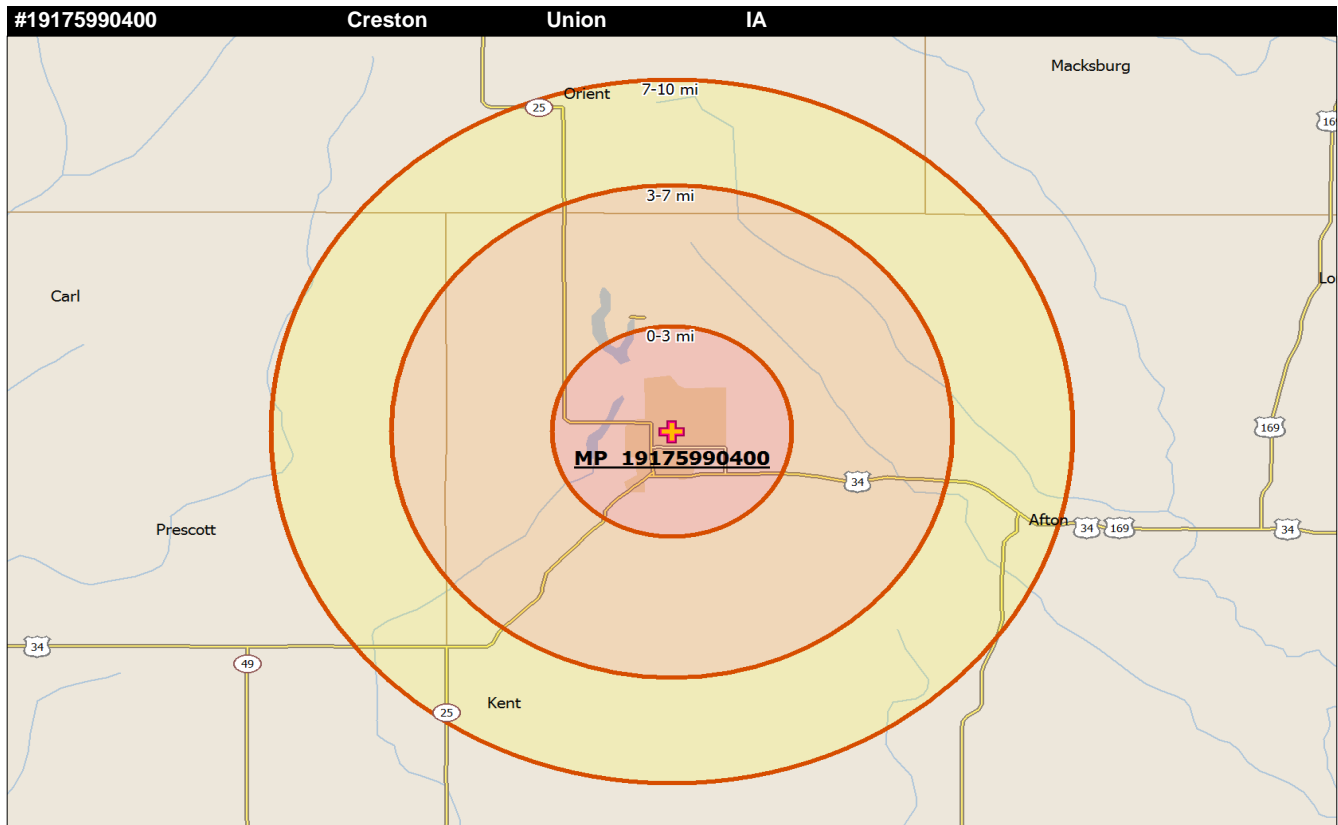 #19175990400 Creston Union IA
Macksburg
7-10 mi
Orient
25
169
3-7 mi
Carl
0-3 mi
169
MP 19175990400
34
Afton
34
169
34
Prescott
34
49
Kent
25